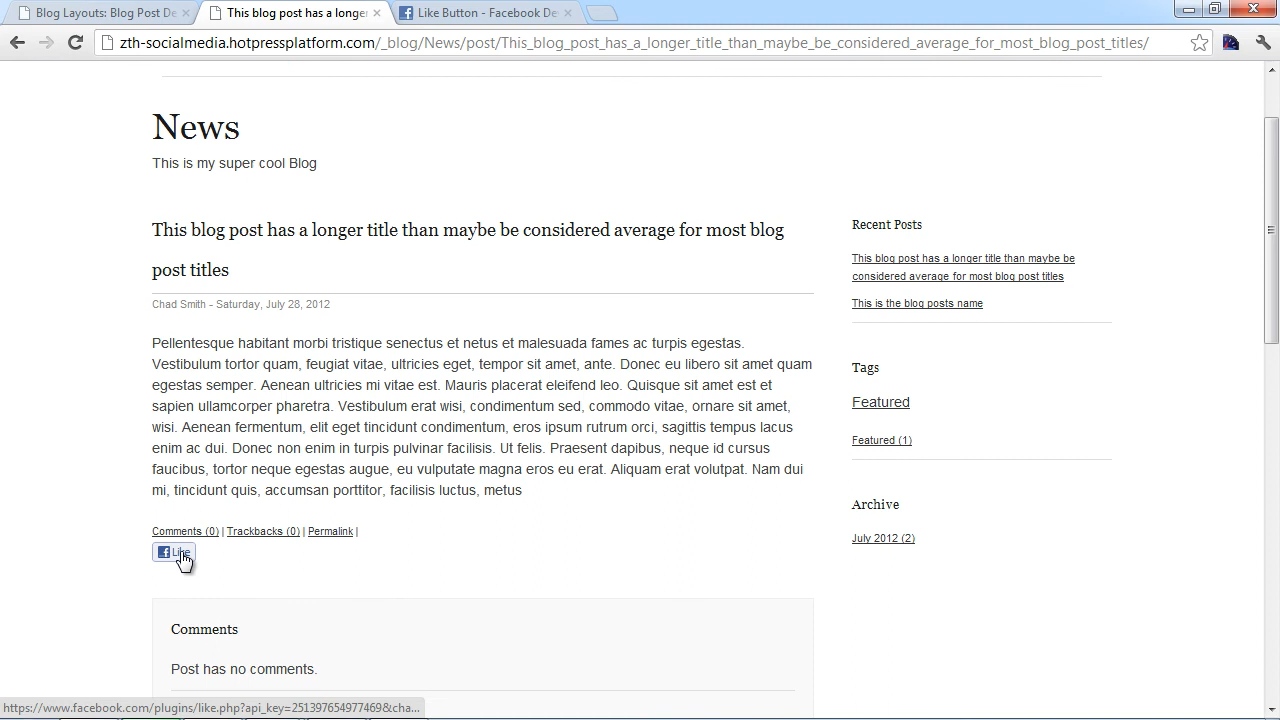 Blog Layouts: Blog Post De
This blog post has a longer
Like Button - Facebook De
zth-socialmedia.hotpressplatform.com/_blog/News/post/This_blog_post_has_a_longer_title_than_maybe_be_considered_average_for_most_blog_post_titles/
News
This is my super cool Blog
This blog post has a longer title than maybe be considered average for most blog
post titles
Chad Smith - Saturday, July 28, 2012
Pellentesque habitant morbi tristique senectus et netus et malesuada fames ac turpis egestas.
Vestibulum tortor quam, feugiat vitae, ultricies eget, tempor sit amet, ante. Donec eu libero sit amet quam
egestas semper. Aenean ultricies mi vitae est. Mauris placerat eleifend leo. Quisque sit amet est et
sapien ullamcorper pharetra. Vestibulum erat wisi, condimentum sed, commodo vitae, ornare sit amet,
wisi. Aenean fermentum, elit eget tincidunt condimentum, eros ipsum rutrum orci, sagittis tempus lacus
enim ac dui. Donec non enim in turpis pulvinar facilisis. Ut felis. Praesent dapibus, neque id cursus
faucibus, tortor neque egestas augue, eu vulputate magna eros eu erat. Aliquam erat volutpat. Nam dui
mi, tincidunt quis, accumsan porttitor, facilisis luctus, metus
Comments (0) | Trackbacks (0) | Permalink |
Like
Comments
Post has no comments.
Recent Posts
This blog post has a longer title than maybe be
considered average for most blog post titles
This is the blog posts name
Tags
Featured
Featured (1)
Archive
July 2012 (2)
https://www.facebook.com/plugins/like.php?api_key=251397654977469&cha...